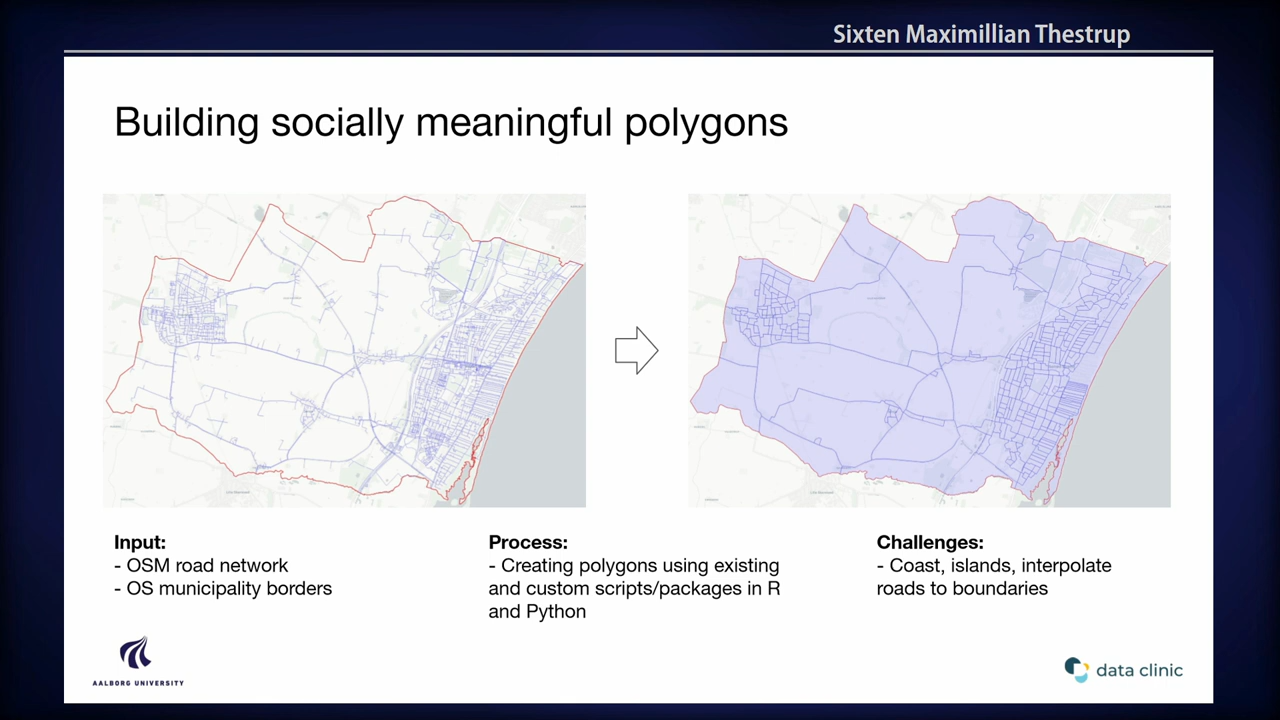 Sixten Maximillian Thestrup
Building socially meaningful polygons
Input:
- OSM road network
- OS municipality borders
Process:
- Creating polygons using existing
and custom scripts/packages in R
and Python
Challenges:
- Coast, islands, interpolate
roads to boundaries
AALBORG UNIVERSITY
data clinic